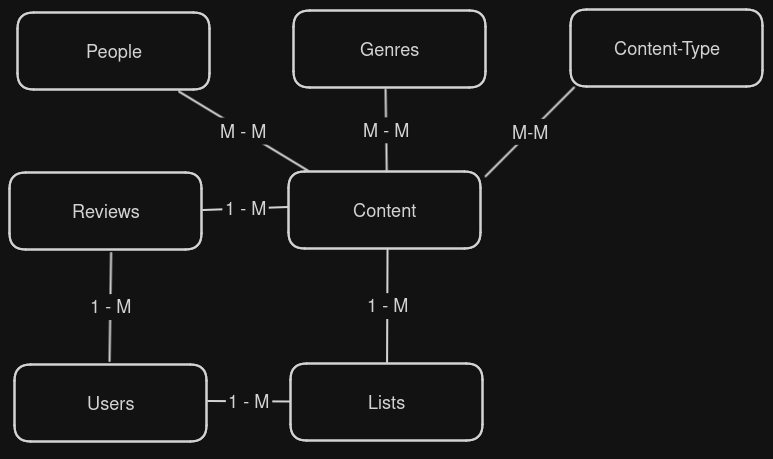 People
Genres
Content-Type
M - M
M - M
M-M
Reviews
1 - M
Content
1 - M
1 - M
Users
1 - M
Lists